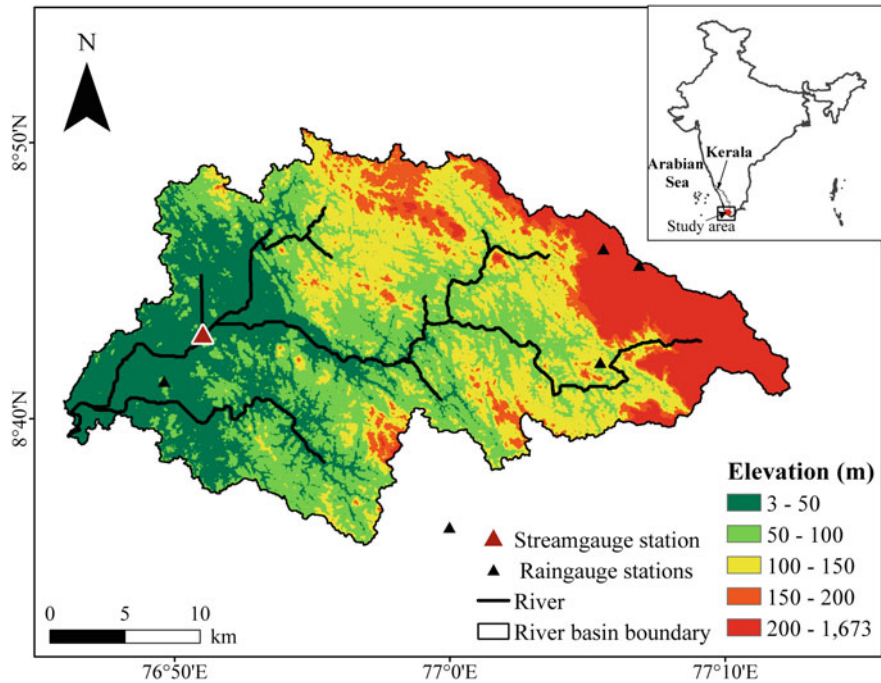 N
8°50'N
8°40'N
76°50'E
77°0'E
77°10'E
Kerala
Arabian
Sea
Study area
Elevation (m)
3 - 50
50 - 100
100 - 150
150 - 200
200 - 1,673
Streamgauge station
Raingauge stations
River
River basin boundary
0 5 10
km